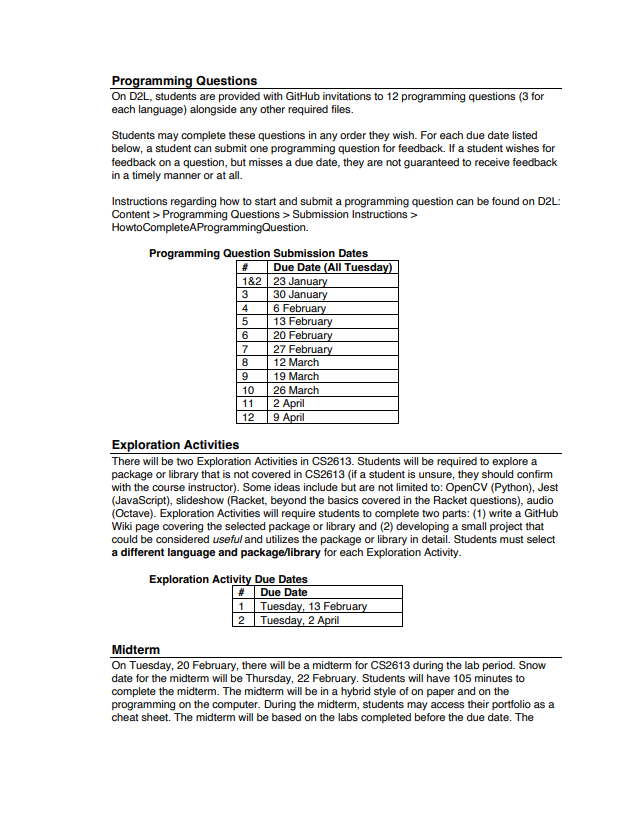 Programming Questions
On D2L, students are provided with GitHub invitations to 12 programming questions (3 for
each language) alongside any other required files.
Students may complete these questions in any order they wish. For each due date listed
below, a student can submit one programming question for feedback. If a student wishes for
feedback on a question, but misses a due date, they are not guaranteed to receive feedback
in a timely manner or at all.
Instructions regarding how to start and submit a programming question can be found on D2L:
Content > Programming Questions > Submission Instructions >
HowtoCompleteAProgrammingQuestion.
Programming Question Submission Dates
# Due Date (All Tuesday)
1&2 23 January
3 30 January
4 6 February
5 13 February
6 20 February
7 27 February
8 12 March
9 19 March
10 26 March
11 2 April
12 9 April
Exploration Activities
There will be two Exploration Activities in CS2613. Students will be required to explore a
package or library that is not covered in CS2613 (if a student is unsure, they should confirm
with the course instructor). Some ideas include but are not limited to: OpenCV (Python), Jest
(JavaScript), slideshow (Racket, beyond the basics covered in the Racket questions), audio
(Octave). Exploration Activities will require students to complete two parts: (1) write a GitHub
Wiki page covering the selected package or library and (2) developing a small project that
could be considered useful and utilizes the package or library in detail. Students must select
a different language and package/library for each Exploration Activity.
Exploration Activity Due Dates
# Due Date
1 Tuesday, 13 February
2 Tuesday, 2 April
Midterm
On Tuesday, 20 February, there will be a midterm for CS2613 during the lab period. Snow
date for the midterm will be Thursday, 22 February. Students will have 105 minutes to
complete the midterm. The midterm will be in a hybrid style of on paper and on the
programming on the computer. During the midterm, students may access their portfolio as a
cheat sheet. The midterm will be based on the labs completed before the due date. The